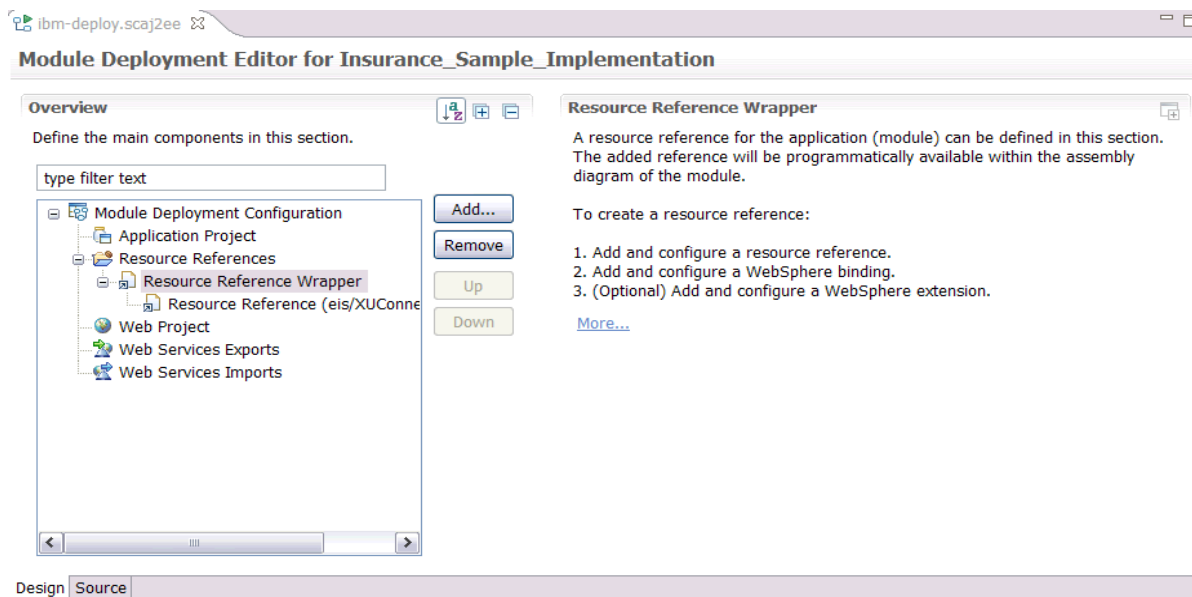 ibm-deploy.scaj2ee
Module Deployment Editor for Insurance_Sample_Implementation
Overview
Define the main components in this section.
type filter text
Module Deployment Configuration
Application Project
Resource References
Resource Reference Wrapper
Resource Reference (eis/XUConne
Web Project
Web Services Exports
Web Services Imports
Add...
Remove
Up
Down
Resource Reference Wrapper
A resource reference for the application (module) can be defined in this section.
The added reference will be programmatically available within the assembly
diagram of the module.
To create a resource reference:
1. Add and configure a resource reference.
2. Add and configure a WebSphere binding.
3. (Optional) Add and configure a WebSphere extension.
More...
Design Source